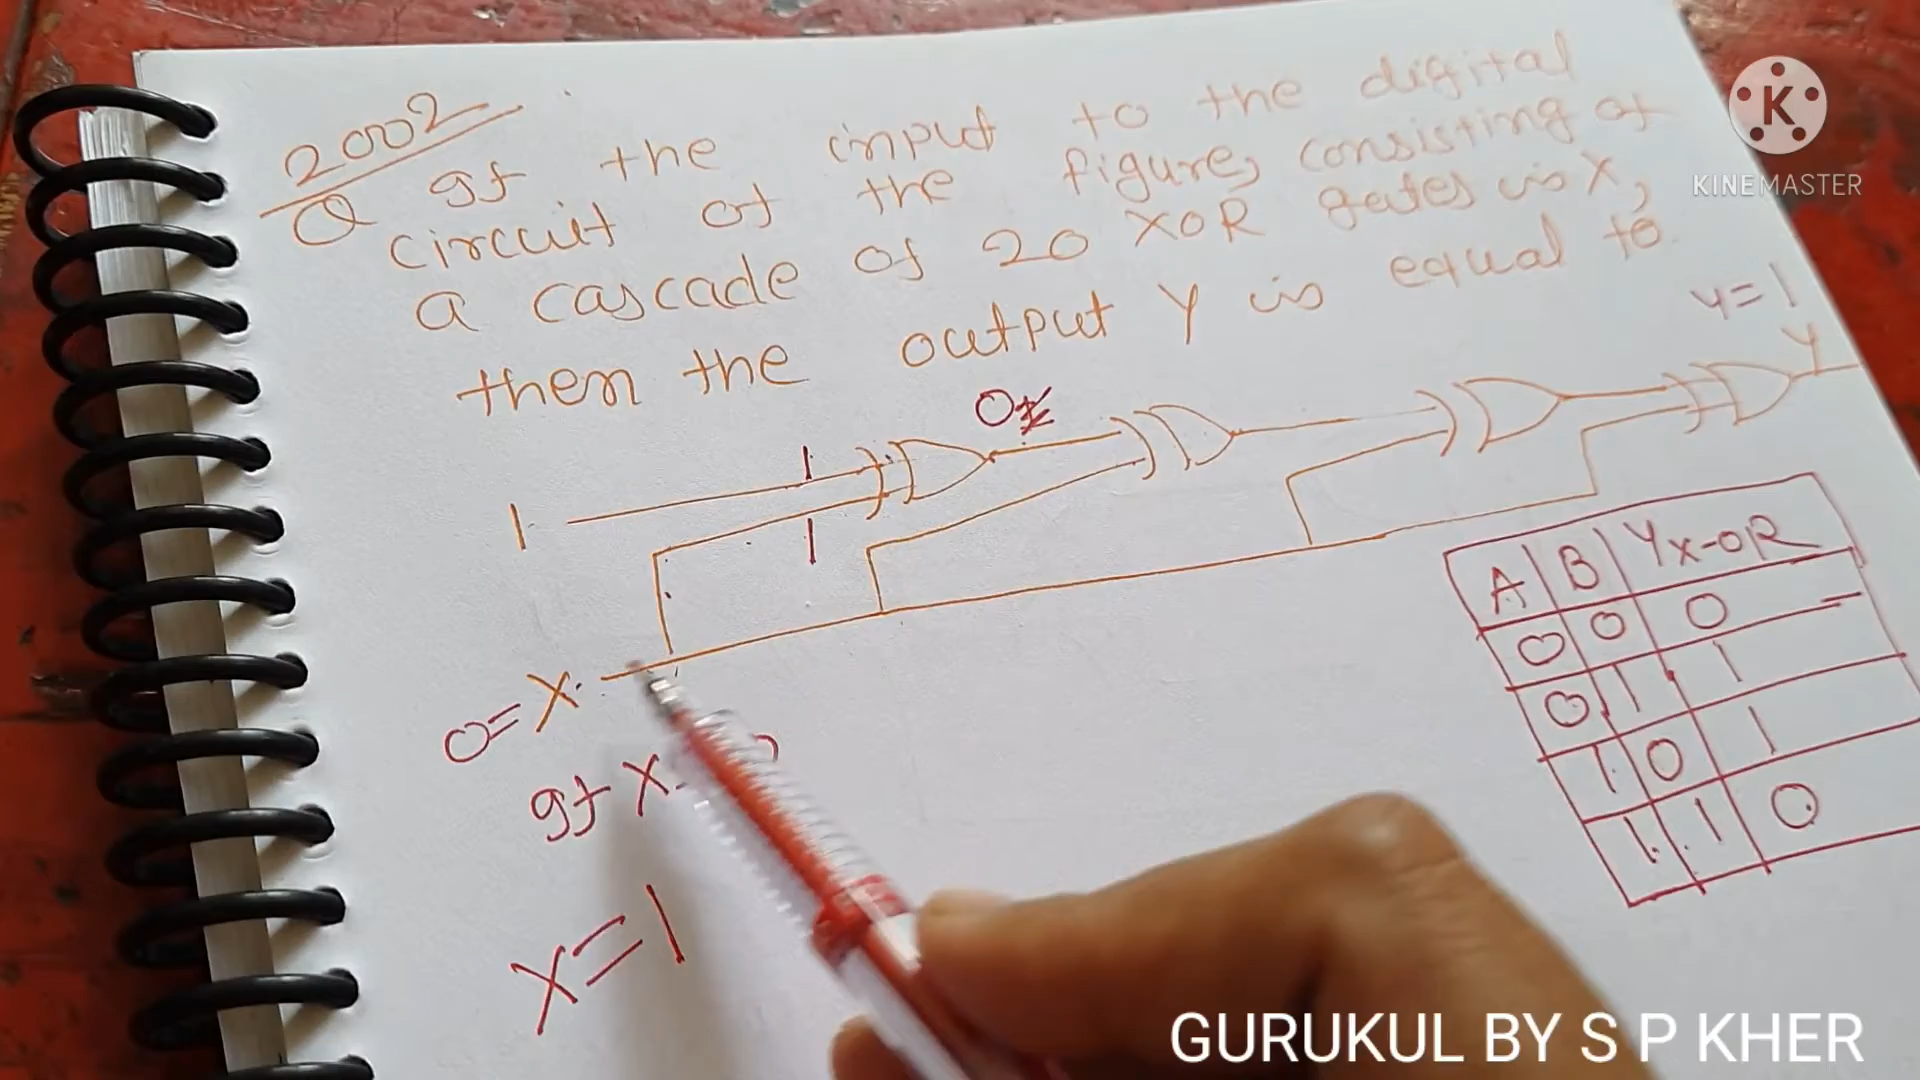 2002
Q If the input to the digital
circuit of the figure, consisting of
a cascade of 20 XOR gates is X,
then the output Y is equal to
Y=1
Y
0
1
1
1
0=X
If X
X=1
A B Y X-OR
0 0 0
0 1 1
1 0 1
1 1 0
K
KINEMASTER
GURUKUL BY S P KHER